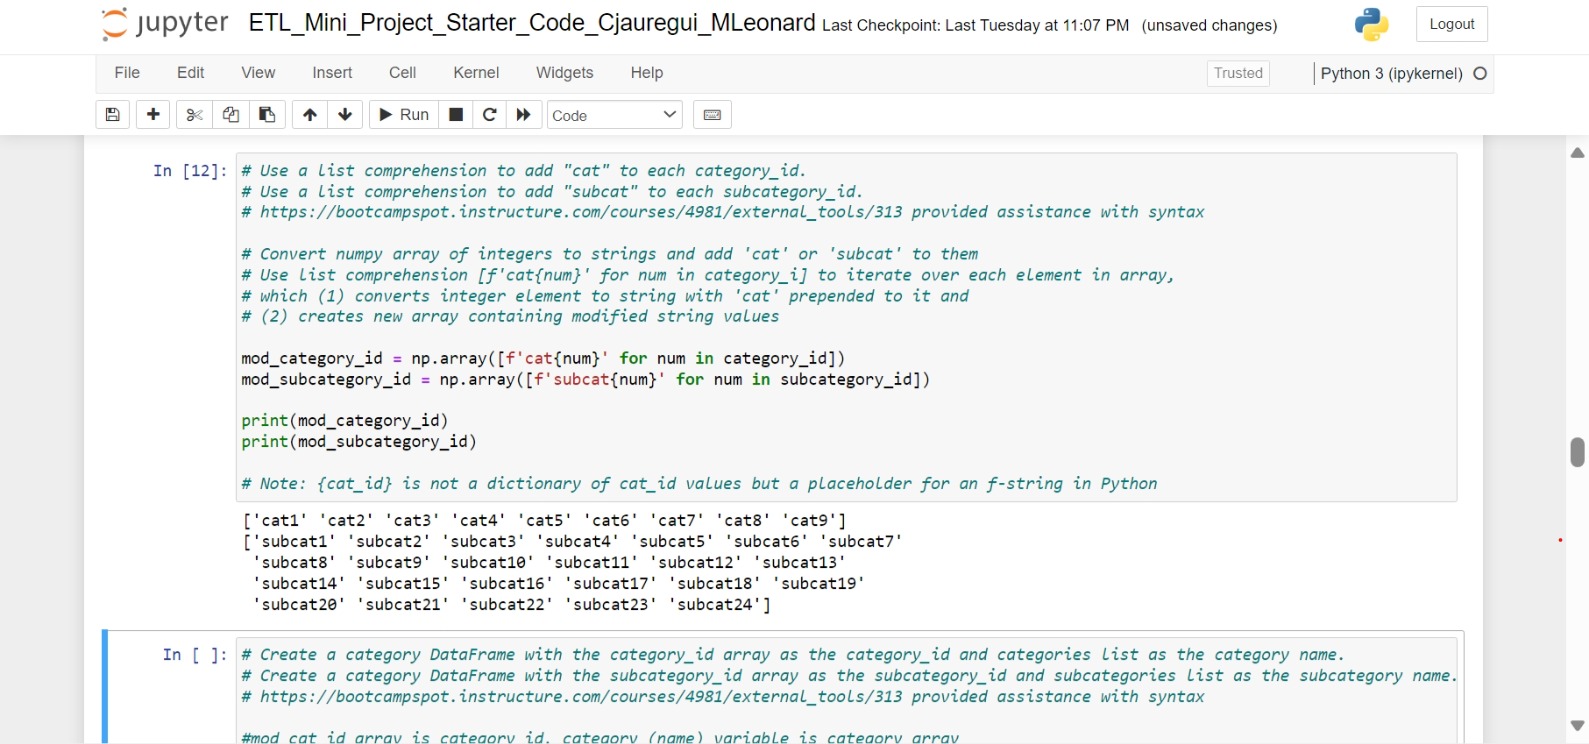 jupyter ETL_Mini_Project_Starter_Code_Cjauregui_MLeonard Last Checkpoint: Last Tuesday at 11:07 PM (unsaved changes) Logout
File Edit View Insert Cell Kernel Widgets Help Trusted Python 3 (ipykernel)
Run Code
In [12]: # Use a list comprehension to add "cat" to each category_id.
# Use a list comprehension to add "subcat" to each subcategory_id.
# https://bootcampspot.instructure.com/courses/4981/external_tools/313 provided assistance with syntax
# Convert numpy array of integers to strings and add 'cat' or 'subcat' to them
# Use list comprehension [f'cat{num}' for num in category_i] to iterate over each element in array,
# which (1) converts integer element to string with 'cat' prepended to it and
# (2) creates new array containing modified string values
mod_category_id = np.array([f'cat{num}' for num in category_id])
mod_subcategory_id = np.array([f'subcat{num}' for num in subcategory_id])
print(mod_category_id)
print(mod_subcategory_id)
# Note: {cat_id} is not a dictionary of cat_id values but a placeholder for an f-string in Python
['cat1' 'cat2' 'cat3' 'cat4' 'cat5' 'cat6' 'cat7' 'cat8' 'cat9']
['subcat1' 'subcat2' 'subcat3' 'subcat4' 'subcat5' 'subcat6' 'subcat7'
'subcat8' 'subcat9' 'subcat10' 'subcat11' 'subcat12' 'subcat13'
'subcat14' 'subcat15' 'subcat16' 'subcat17' 'subcat18' 'subcat19'
'subcat20' 'subcat21' 'subcat22' 'subcat23' 'subcat24']
In [ ]: # Create a category DataFrame with the category_id array as the category_id and categories list as the category name.
# Create a category DataFrame with the subcategory_id array as the subcategory_id and subcategories list as the subcategory name.
# https://bootcampspot.instructure.com/courses/4981/external_tools/313 provided assistance with syntax
#mod cat id array is category id, category (name) variable is category array